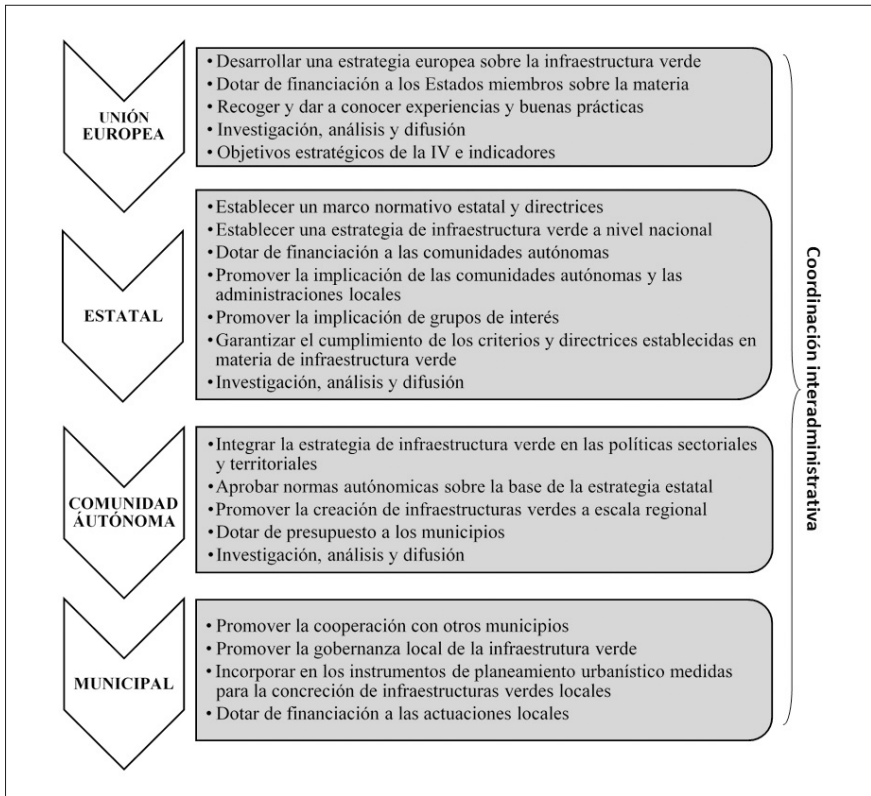 UNIÓN
EUROPEA
• Desarrollar una estrategia europea sobre la infraestructura verde
• Dotar de financiación a los Estados miembros sobre la materia
• Recoger y dar a conocer experiencias y buenas prácticas
• Investigación, análisis y difusión
• Objetivos estratégicos de la IV e indicadores
ESTATAL
• Establecer un marco normativo estatal y directrices
• Establecer una estrategia de infraestructura verde a nivel nacional
• Dotar de financiación a las comunidades autónomas
• Promover la implicación de las comunidades autónomas y las
administraciones locales
• Promover la implicación de grupos de interés
• Garantizar el cumplimiento de los criterios y directrices establecidas en
materia de infraestructura verde
• Investigación, análisis y difusión
COMUNIDAD
ÁUTÓNOMA
• Integrar la estrategia de infraestructura verde en las políticas sectoriales
y territoriales
• Aprobar normas autónomicas sobre la base de la estrategia estatal
• Promover la creación de infraestructuras verdes a escala regional
• Dotar de presupuesto a los municipios
• Investigación, análisis y difusión
MUNICIPAL
• Promover la cooperación con otros municipios
• Promover la gobernanza local de la infraestrutura verde
• Incorporar en los instrumentos de planeamiento urbanístico medidas
para la concreción de infraestructuras verdes locales
• Dotar de financiación a las actuaciones locales
Coordinación interadministrativa